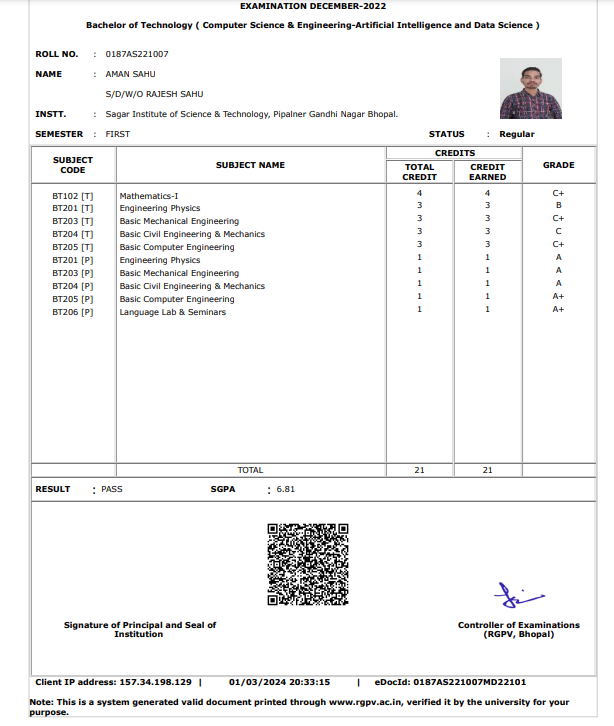 EXAMINATION DECEMBER-2022
Bachelor of Technology ( Computer Science & Engineering-Artificial Intelligence and Data Science )
ROLL NO. : 0187AS221007
NAME : AMAN SAHU
S/D/W/O RAJESH SAHU
INSTT. : Sagar Institute of Science & Technology, Pipalner Gandhi Nagar Bhopal.
SEMESTER : FIRST STATUS : Regular
SUBJECT CODE SUBJECT NAME CREDITS GRADE
TOTAL CREDIT CREDIT EARNED
BT102 [T] Mathematics-I 4 4 C+
BT201 [T] Engineering Physics 3 3 B
BT203 [T] Basic Mechanical Engineering 3 3 C+
BT204 [T] Basic Civil Engineering & Mechanics 3 3 C
BT205 [T] Basic Computer Engineering 3 3 C+
BT201 [P] Engineering Physics 1 1 A
BT203 [P] Basic Mechanical Engineering 1 1 A
BT204 [P] Basic Civil Engineering & Mechanics 1 1 A
BT205 [P] Basic Computer Engineering 1 1 A+
BT206 [P] Language Lab & Seminars 1 1 A+
TOTAL 21 21
RESULT : PASS SGPA : 6.81
Signature of Principal and Seal of Institution
Controller of Examinations
(RGPV, Bhopal)
Client IP address: 157.34.198.129 | 01/03/2024 20:33:15 | eDocId: 0187AS221007MD22101
Note: This is a system generated valid document printed through www.rgpv.ac.in, verified it by the university for your
purpose.